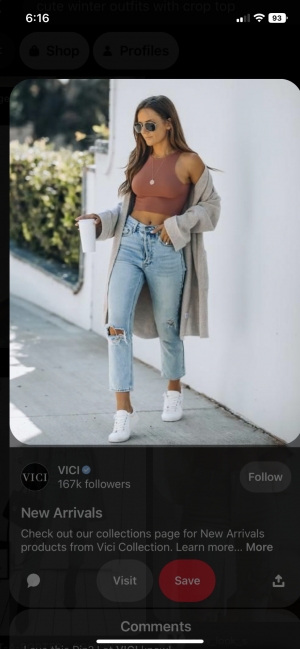 6:16
93
cute winter outfits with crop top
Shop
Profiles
VICI
VICI
167k followers
Follow
New Arrivals
Check out our collections page for New Arrivals
products from Vici Collection. Learn more... More
Visit
Save
Comments
Love this Pin? Let VICI know!